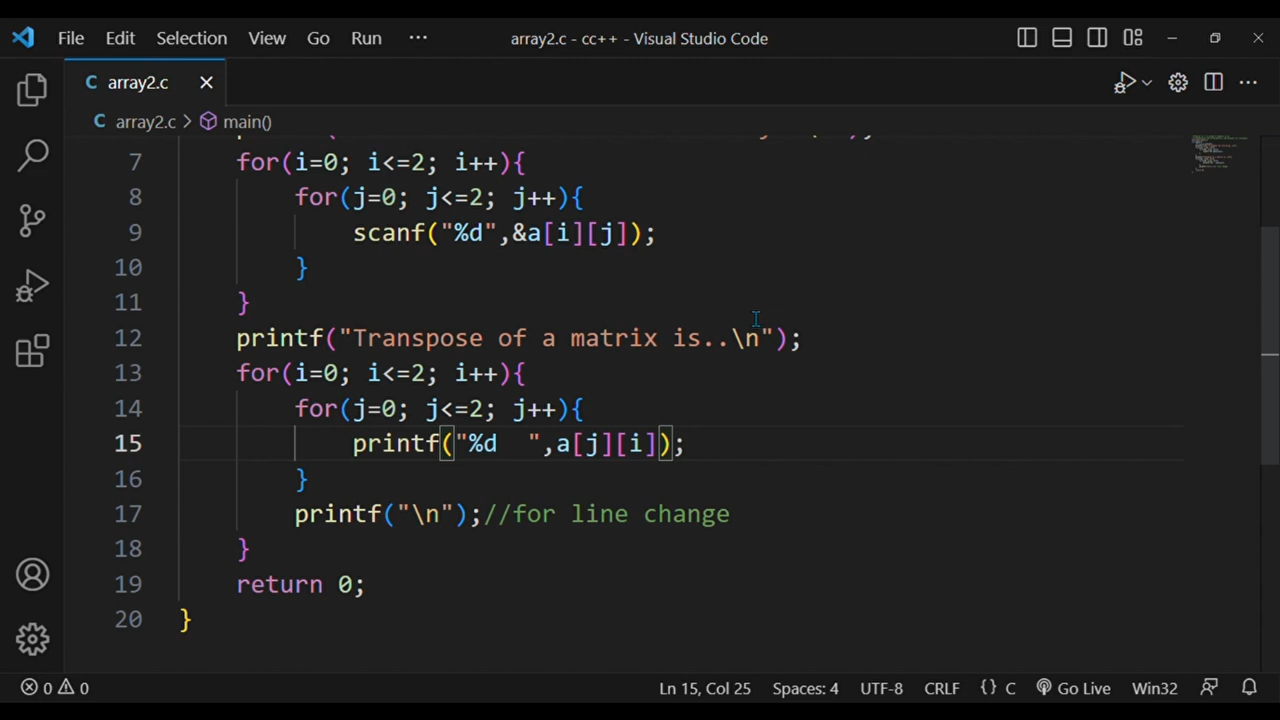 File Edit Selection View Go Run ··· array2.c - cc++ - Visual Studio Code
C array2.c
C array2.c > main()
7 for(i=0; i<=2; i++){
8 for(j=0; j<=2; j++){
9 scanf("%d",&a[i][j]);
10 }
11 }
12 printf("Transpose of a matrix is..\n");
13 for(i=0; i<=2; i++){
14 for(j=0; j<=2; j++){
15 printf("%d  ",a[j][i]);
16 }
17 printf("\n");//for line change
18 }
19 return 0;
20 }
0 0 Ln 15, Col 25 Spaces: 4 UTF-8 CRLF {} C Go Live Win32